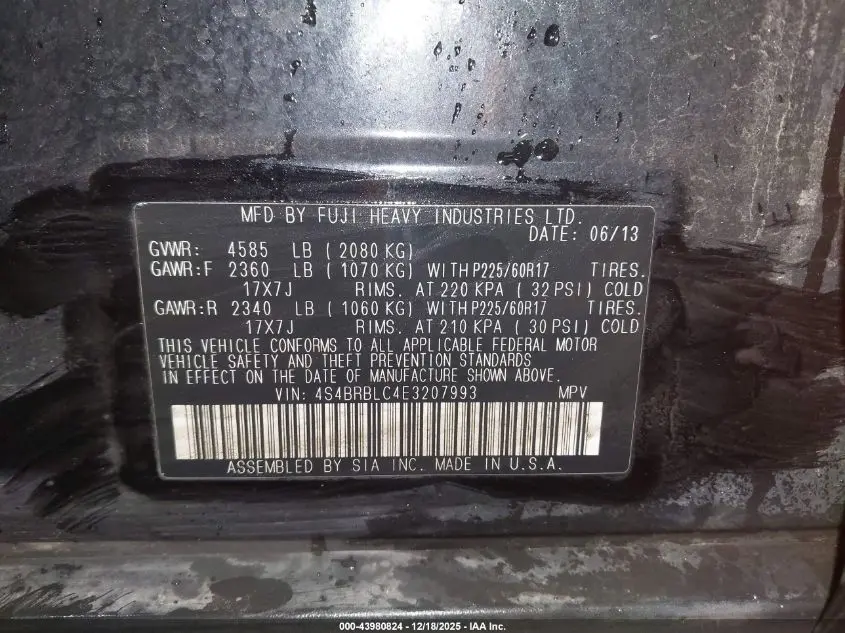 MFD BY FUJI HEAVY INDUSTRIES LTD.
DATE: 06/13
GVWR: 4585 LB ( 2080 KG)
GAWR:F 2360 LB ( 1070 KG) WITH P225/60R17 TIRES.
17X7J RIMS. AT 220 KPA ( 32 PSI) COLD
GAWR:R 2340 LB ( 1060 KG) WITH P225/60R17 TIRES.
17X7J RIMS. AT 210 KPA ( 30 PSI) COLD
THIS VEHICLE CONFORMS TO ALL APPLICABLE FEDERAL MOTOR
VEHICLE SAFETY AND THEFT PREVENTION STANDARDS
IN EFFECT ON THE DATE OF MANUFACTURE SHOWN ABOVE.
VIN: 4S4BRBLC4E3207993 MPV
ASSEMBLED BY SIA INC. MADE IN U.S.A.
000-43980824 - 12/18/2025 - IAA Inc.